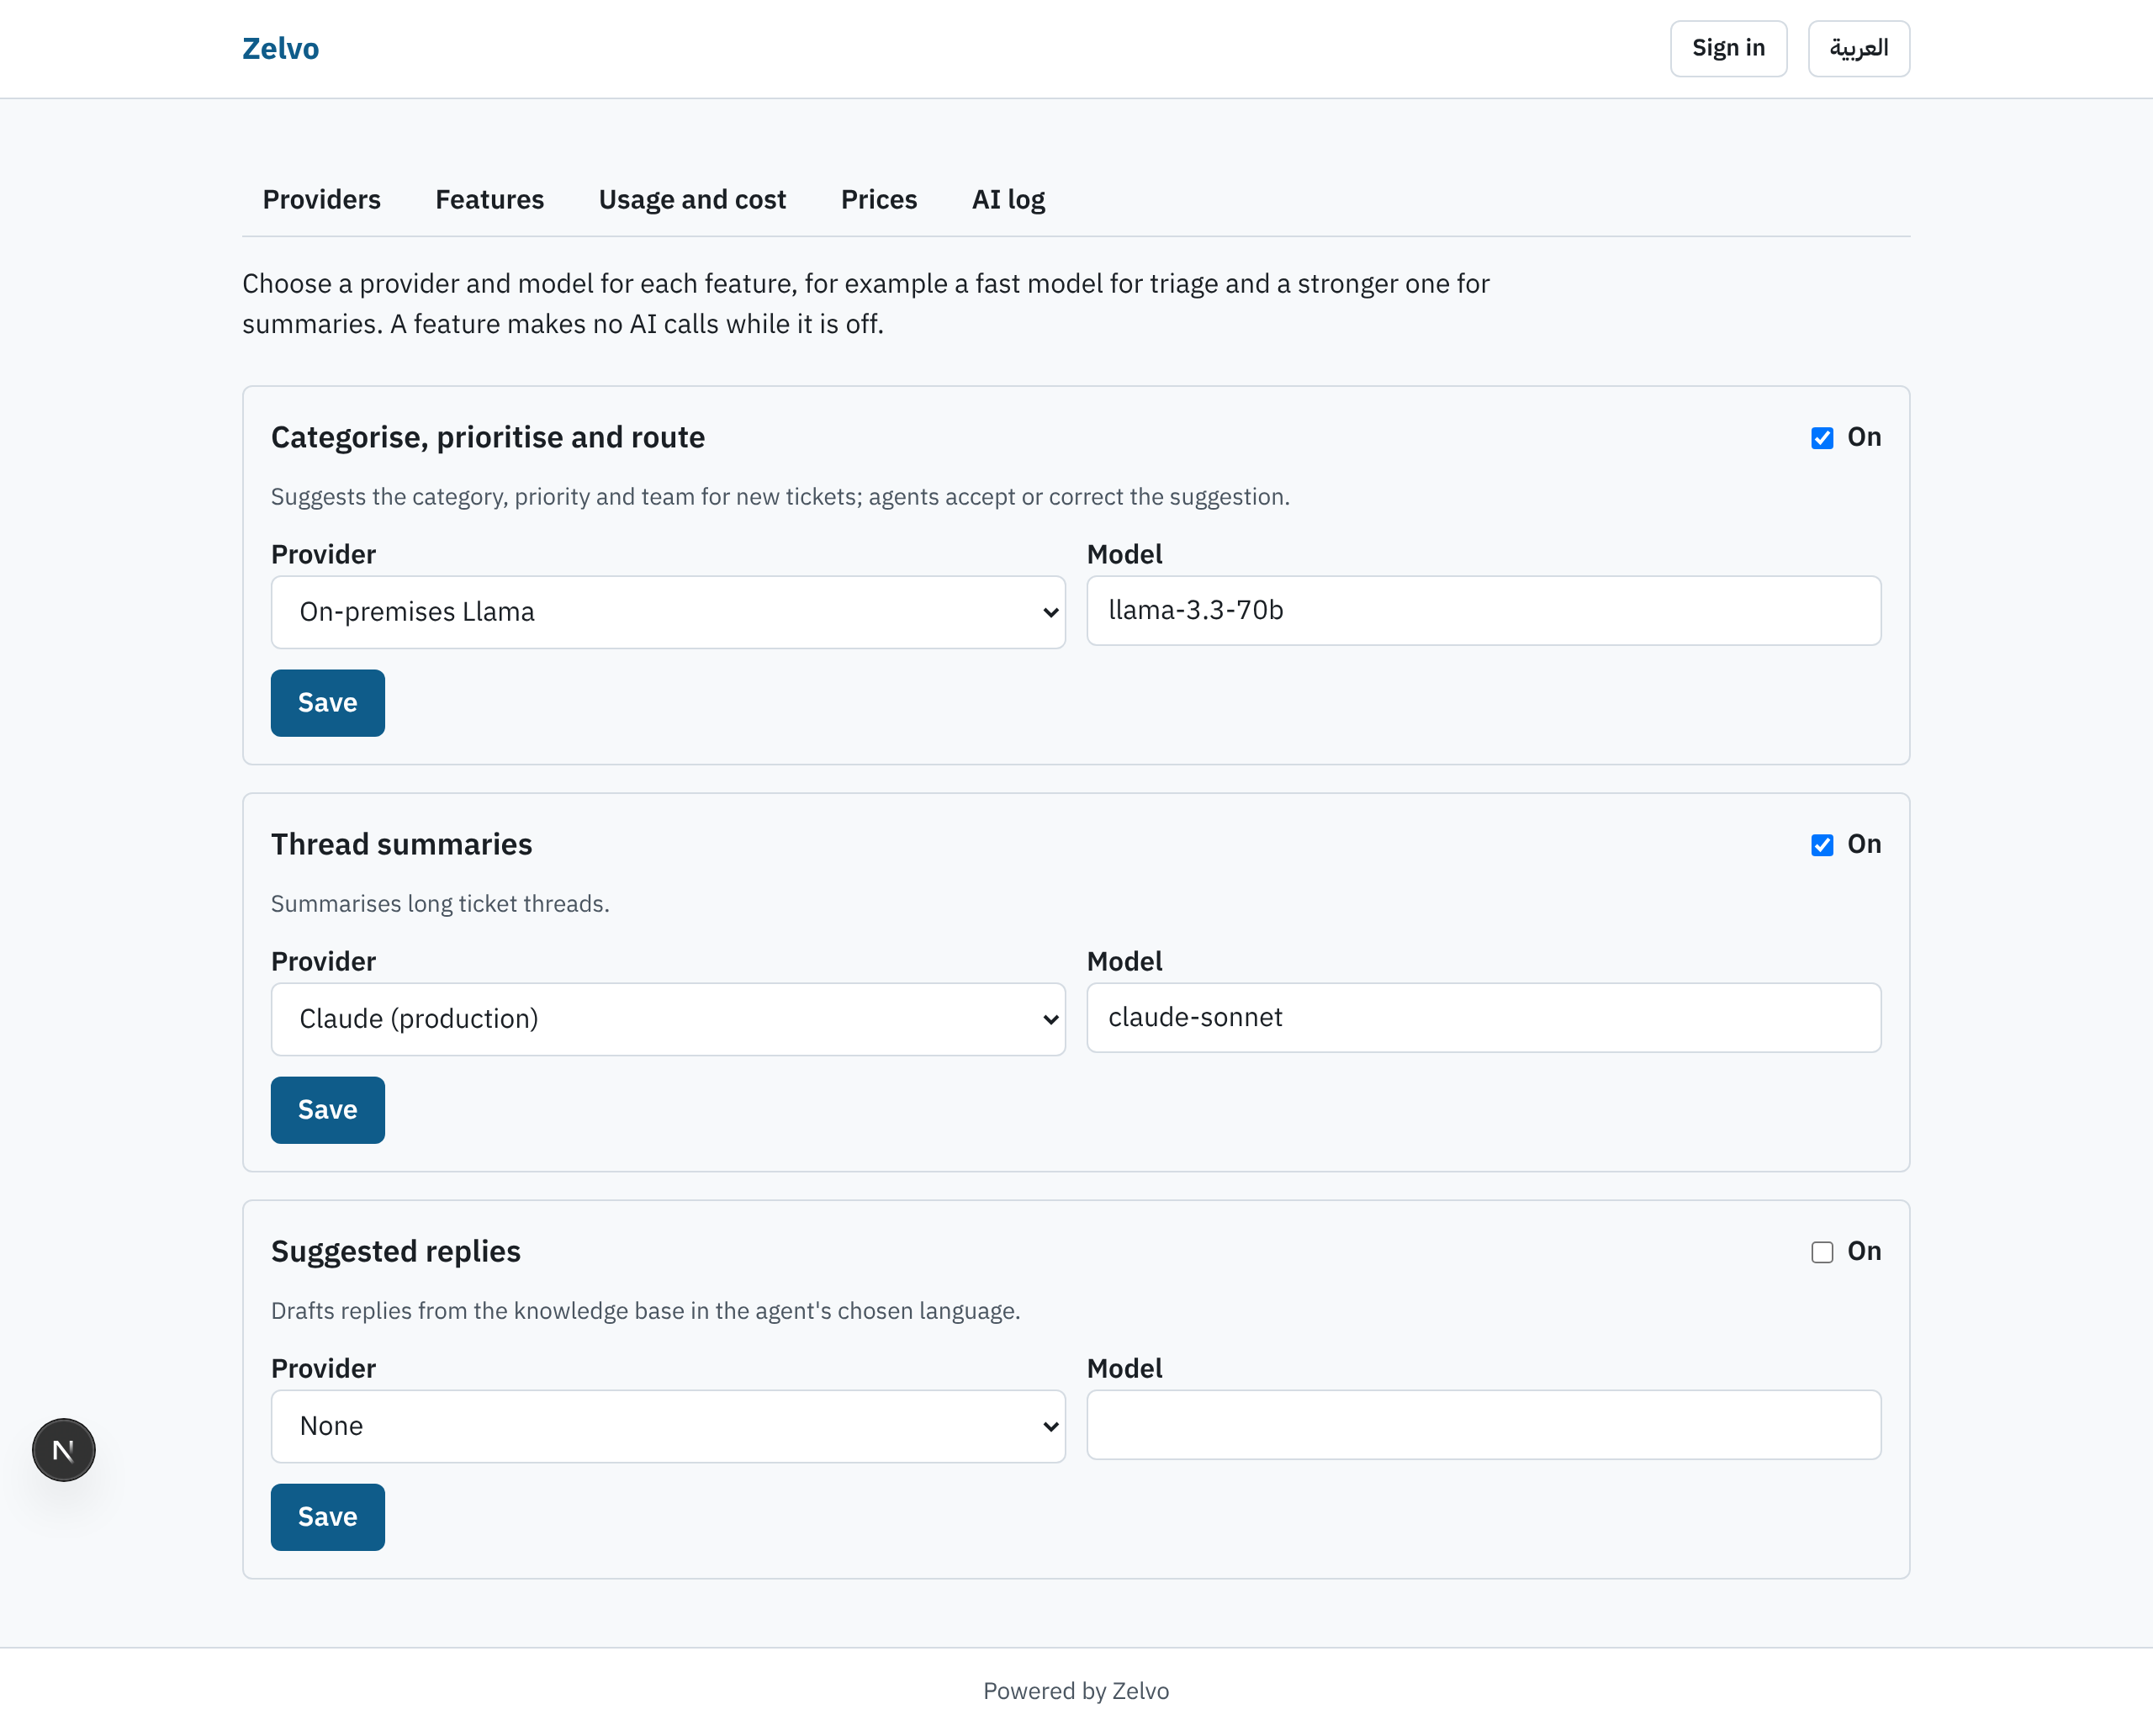 Zelvo
Sign in
العربية
Providers
Features
Usage and cost
Prices
AI log
Choose a provider and model for each feature, for example a fast model for triage and a stronger one for
summaries. A feature makes no AI calls while it is off.
Categorise, prioritise and route
On
Suggests the category, priority and team for new tickets; agents accept or correct the suggestion.
Provider
Model
On-premises Llama
llama-3.3-70b
Save
Thread summaries
On
Summarises long ticket threads.
Provider
Model
Claude (production)
claude-sonnet
Save
Suggested replies
On
Drafts replies from the knowledge base in the agent's chosen language.
Provider
Model
None
Save
N
Powered by Zelvo